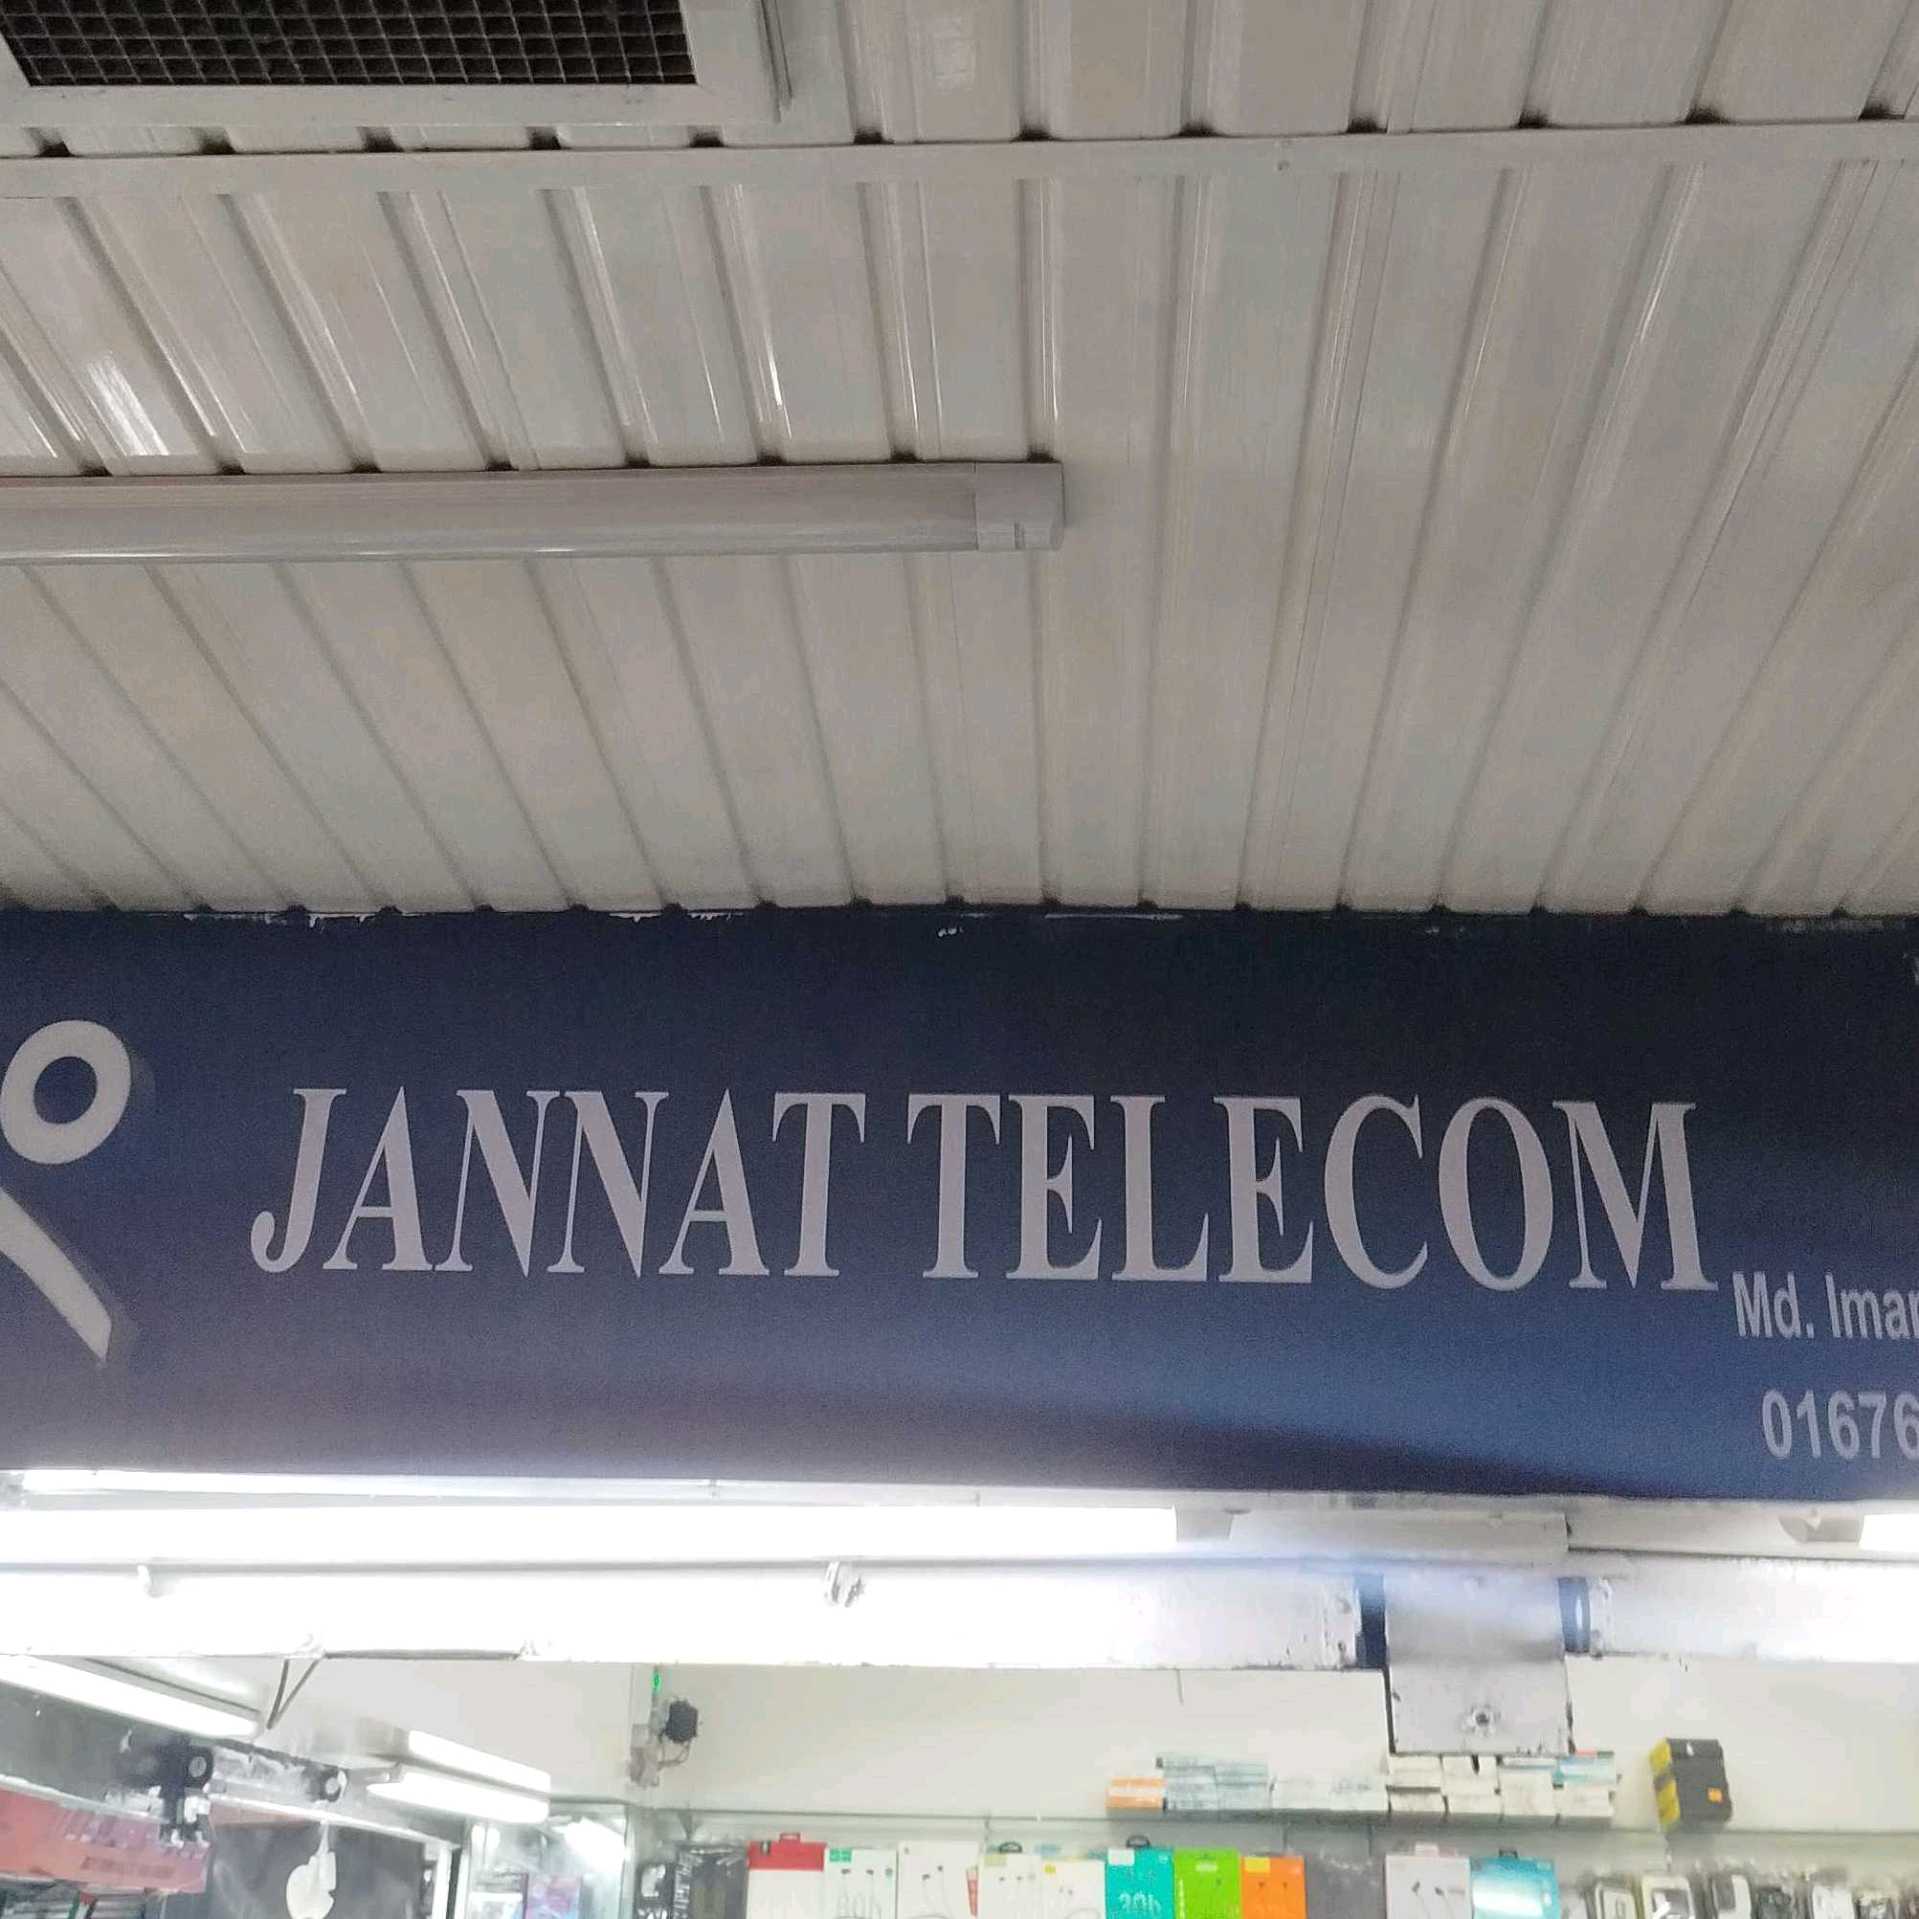 JANNAT TELECOM
Md. Imar
01676